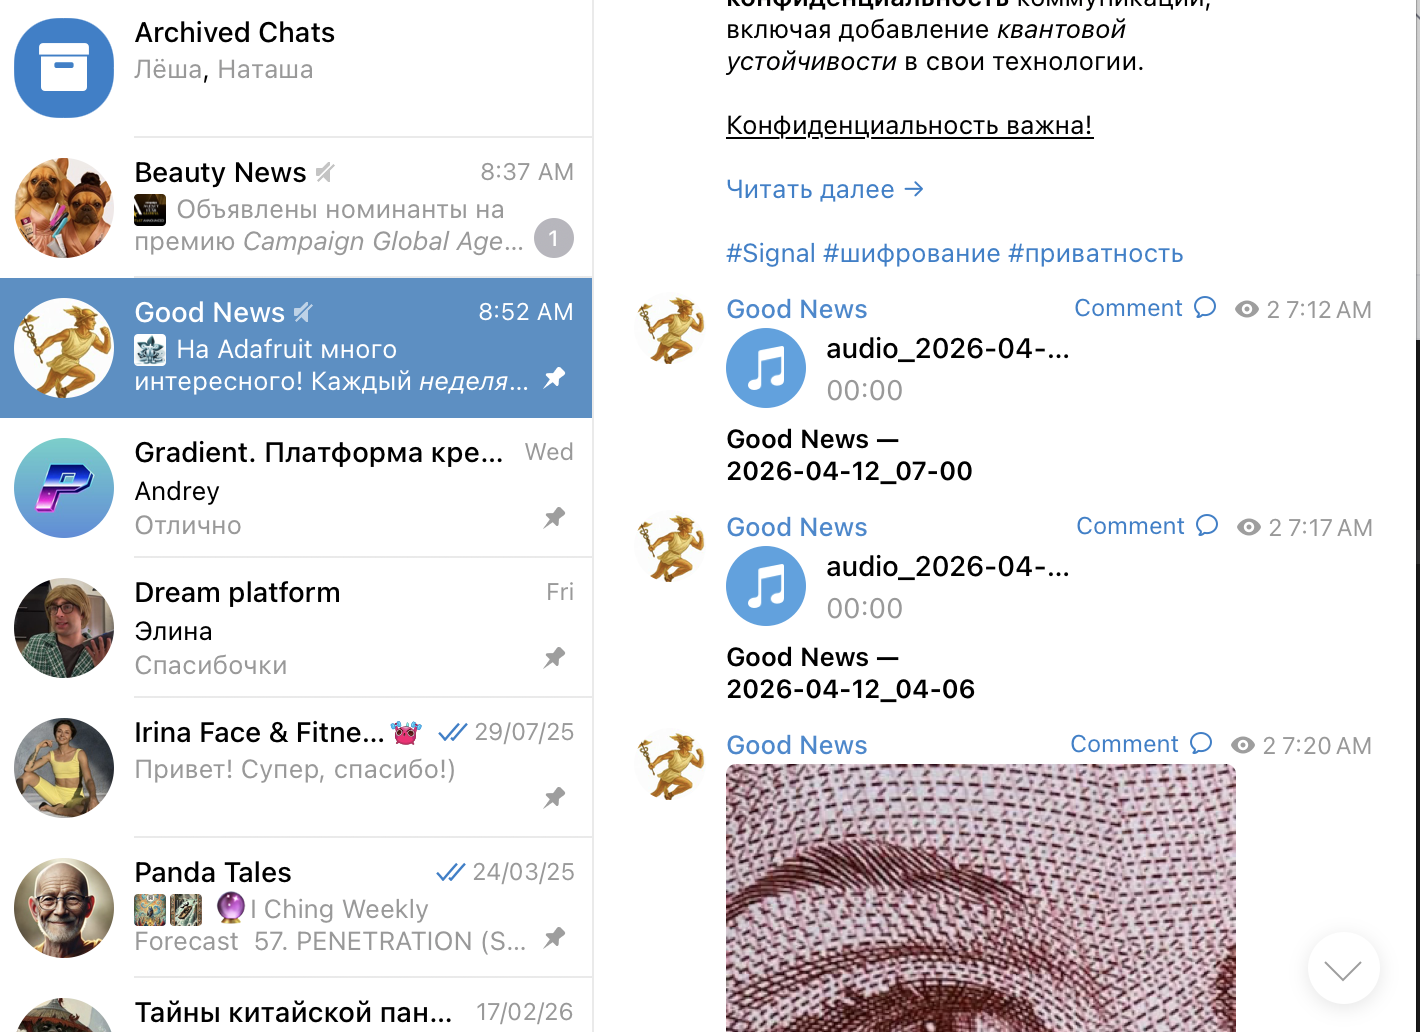 Archived Chats
Лёша, Наташа
Beauty News
8:37 AM
Объявлены номинанты на
премию Campaign Global Age...
1
Good News
8:52 AM
На Adafruit много
интересного! Каждый неделя...
Gradient. Платформа кре...
Wed
Andrey
Отлично
Dream platform
Fri
Элина
Спасибочки
Irina Face & Fitne...
29/07/25
Привет! Супер, спасибо!)
Panda Tales
24/03/25
I Ching Weekly
Forecast 57. PENETRATION (S...
Тайны китайской пан...
17/02/26
конфиденциальность коммуникаций,
включая добавление квантовой
устойчивости в свои технологии.
Конфиденциальность важна!
Читать далее →
#Signal #шифрование #приватность
Good News
Comment
2 7:12 AM
audio_2026-04-...
00:00
Good News —
2026-04-12_07-00
Good News
Comment
2 7:17 AM
audio_2026-04-...
00:00
Good News —
2026-04-12_04-06
Good News
Comment
2 7:20 AM